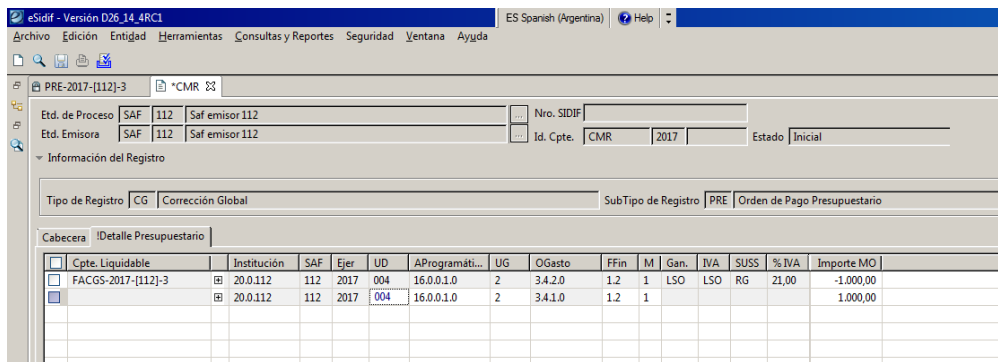 eSidif - Versión D26_14_4RC1 ES Spanish (Argentina) Help
Archivo Edición Entidad Herramientas Consultas y Reportes Seguridad Ventana Ayuda
PRE-2017-[112]-3 *CMR
Etd. de Proceso SAF 112 Saf emisor 112 ... Nro. SIDIF
Etd. Emisora SAF 112 Saf emisor 112 ... Id. Cpte. CMR 2017 Estado Inicial
Información del Registro
Tipo de Registro CG Corrección Global SubTipo de Registro PRE Orden de Pago Presupuestario
Cabecera !Detalle Presupuestario
Cpte. Liquidable Institución SAF Ejer UD AProgramáti... UG OGasto FFin M Gan. IVA SUSS % IVA Importe MO
FACGS-2017-[112]-3 20.0.112 112 2017 004 16.0.0.1.0 2 3.4.2.0 1.2 1 LSO LSO RG 21,00 -1.000,00
20.0.112 112 2017 004 16.0.0.1.0 2 3.4.1.0 1.2 1 1.000,00